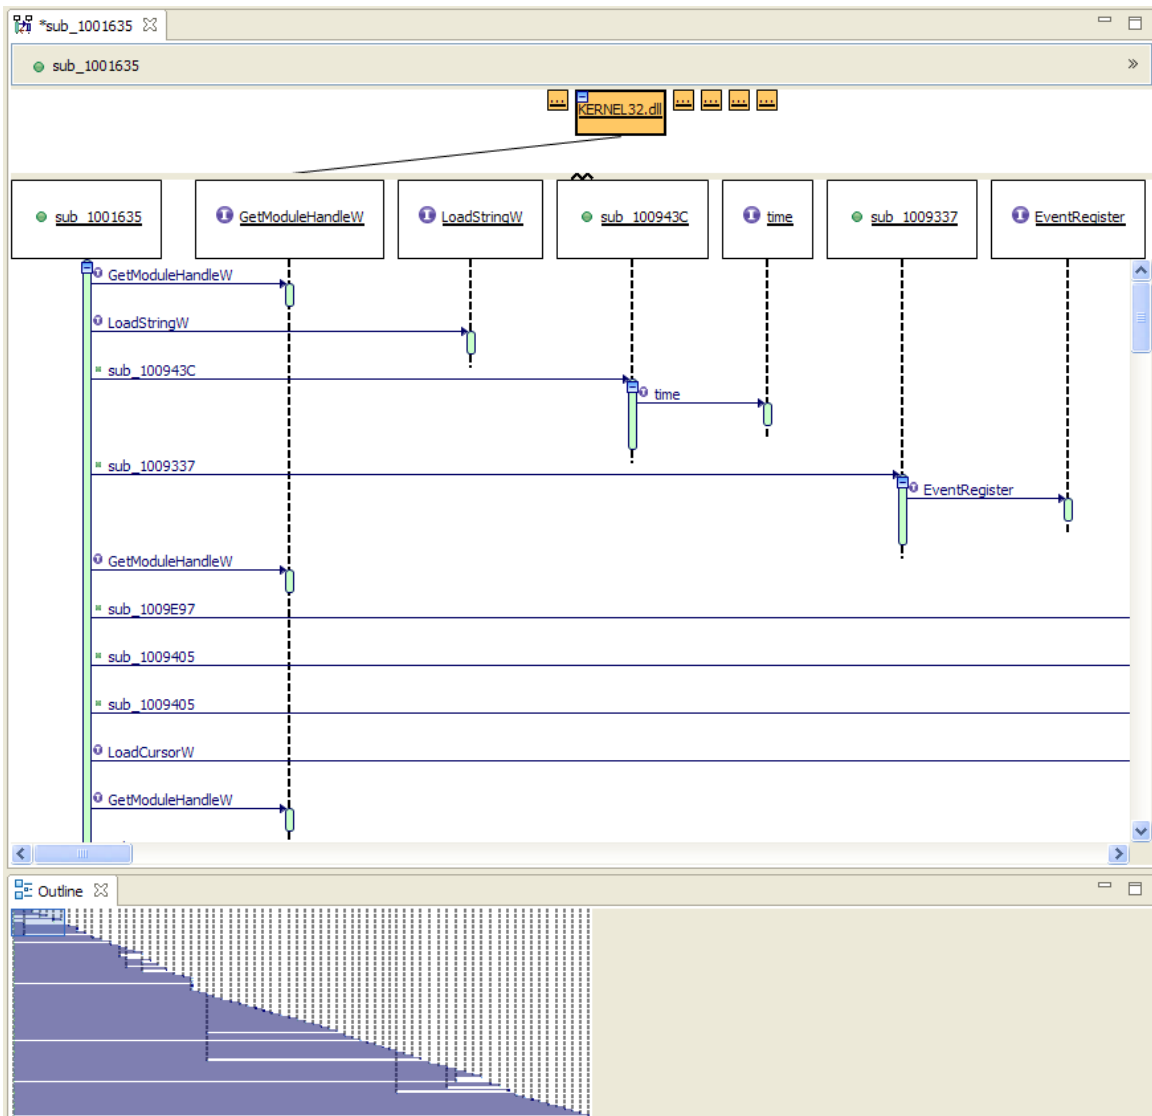 *sub_1001635
sub_1001635 »
... KERNEL32.dll ... ... ... ...
sub_1001635 GetModuleHandleW LoadStringW sub_100943C time sub_1009337 EventRegister
GetModuleHandleW
LoadStringW
sub_100943C
time
sub_1009337
EventRegister
GetModuleHandleW
sub_1009E97
sub_1009405
sub_1009405
LoadCursorW
GetModuleHandleW
Outline